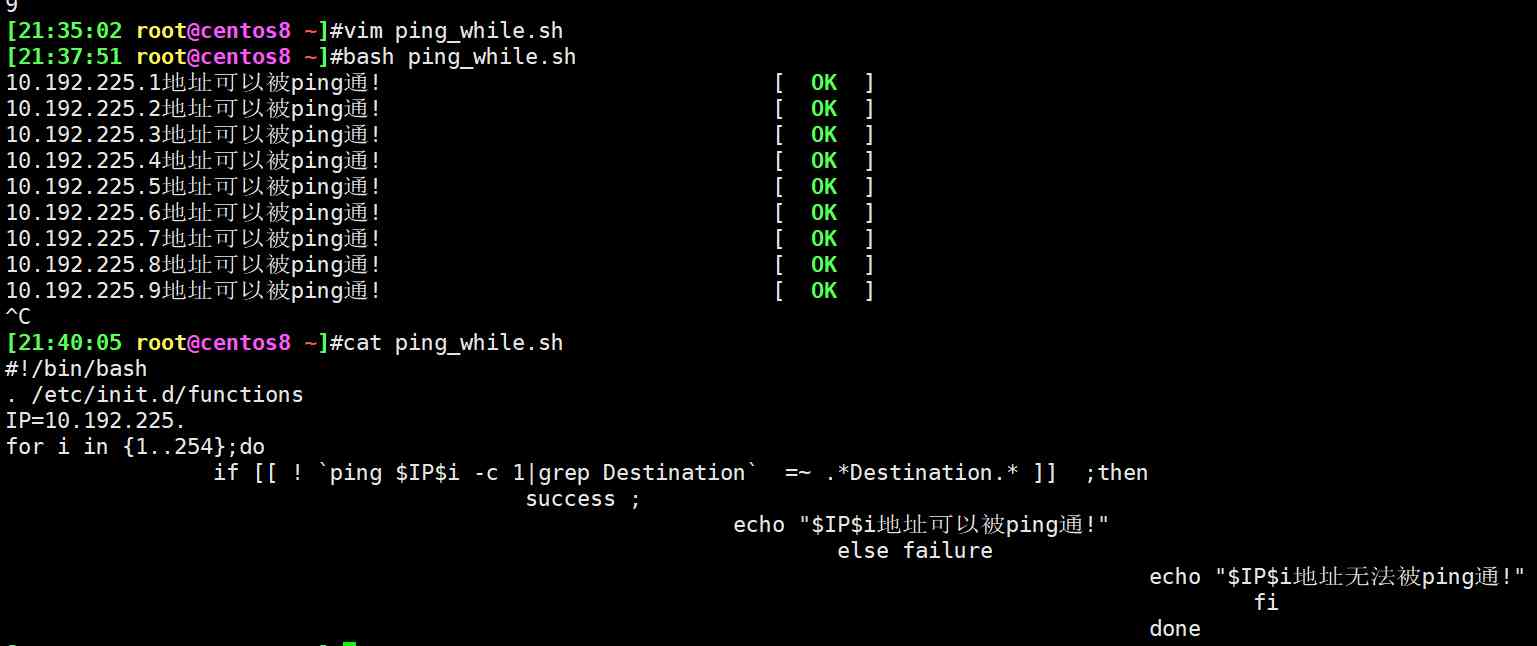 9
[21:35:02 root@centos8 ~]#vim ping_while.sh
[21:37:51 root@centos8 ~]#bash ping_while.sh
10.192.225.1地址可以被ping通! [  OK  ]
10.192.225.2地址可以被ping通! [  OK  ]
10.192.225.3地址可以被ping通! [  OK  ]
10.192.225.4地址可以被ping通! [  OK  ]
10.192.225.5地址可以被ping通! [  OK  ]
10.192.225.6地址可以被ping通! [  OK  ]
10.192.225.7地址可以被ping通! [  OK  ]
10.192.225.8地址可以被ping通! [  OK  ]
10.192.225.9地址可以被ping通! [  OK  ]
^C
[21:40:05 root@centos8 ~]#cat ping_while.sh
#!/bin/bash
. /etc/init.d/functions
IP=10.192.225.
for i in {1..254};do
if [[ ! `ping $IP$i -c 1|grep Destination`  =~ .*Destination.* ]]  ;then
success ;
echo "$IP$i地址可以被ping通!"
else failure
echo "$IP$i地址无法被ping通!"
fi
done